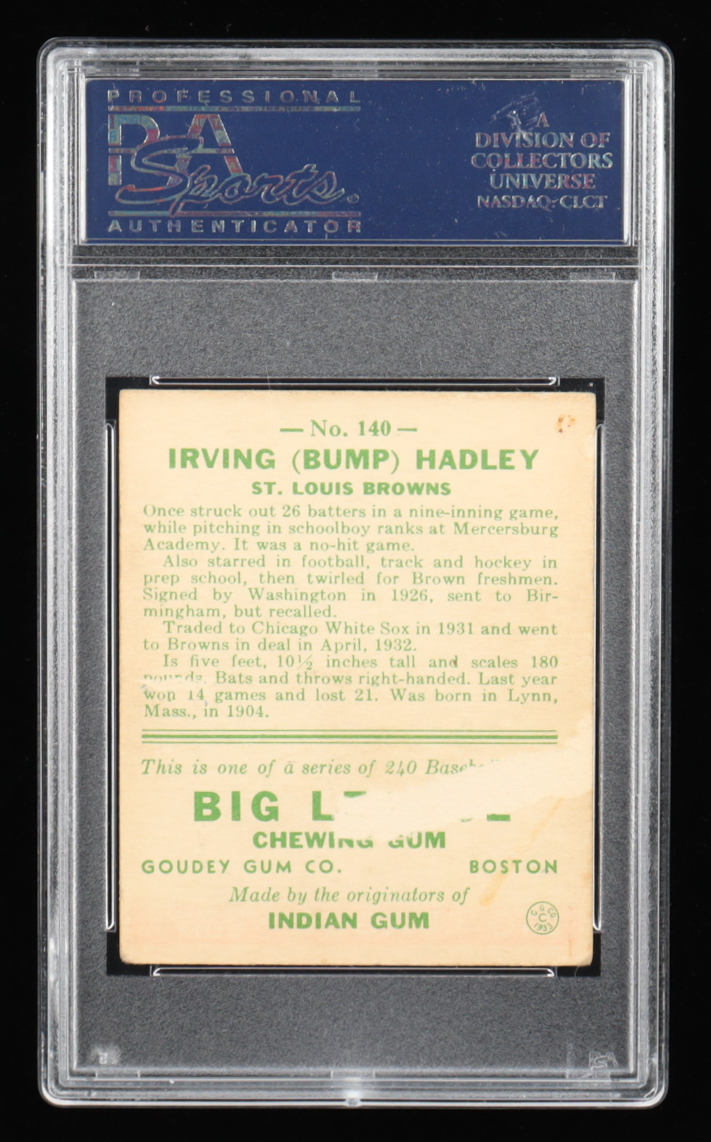 PROFESSIONAL
PSA
Sports.
AUTHENTICATOR
A
DIVISION OF
COLLECTORS
UNIVERSE
NASDAQ: CLCT
— No. 140 —
IRVING (BUMP) HADLEY
ST. LOUIS BROWNS
Once struck out 26 batters in a nine-inning game,
while pitching in schoolboy ranks at Mercersburg
Academy. It was a no-hit game.
Also starred in football, track and hockey in
prep school, then twirled for Brown freshmen.
Signed by Washington in 1926, sent to Bir-
mingham, but recalled.
Traded to Chicago White Sox in 1931 and went
to Browns in deal in April, 1932.
Is five feet, 10½ inches tall and scales 180
pounds. Bats and throws right-handed. Last year
won 14 games and lost 21. Was born in Lynn,
Mass., in 1904.
This is one of a series of 240
BIG
CHEWING GUM
GOUDEY GUM CO. BOSTON
Made by the originators of
INDIAN GUM
G. G. CO.
C
1933